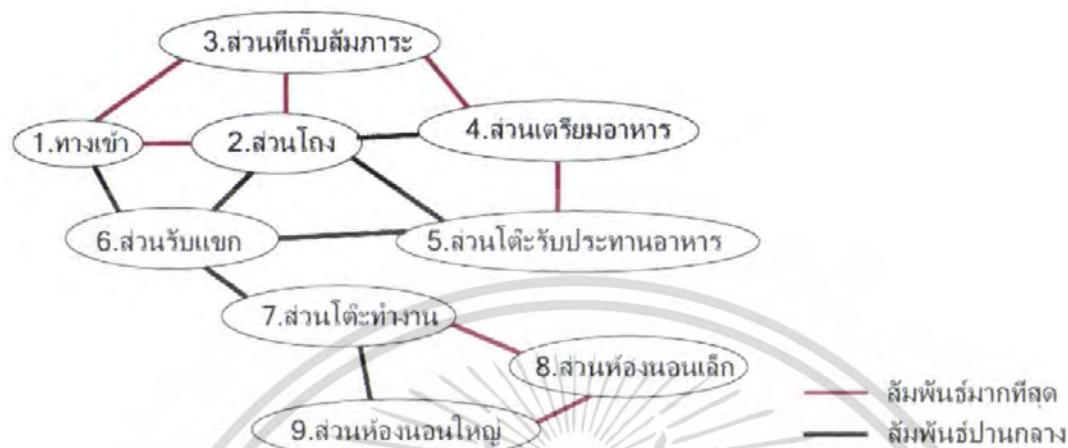 3.ส่วนที่เก็บสัมภาระ
1.ทางเข้า
2.ส่วนโถง
4.ส่วนเตรียมอาหาร
6.ส่วนรับแขก
5.ส่วนโต๊ะรับประทานอาหาร
7.ส่วนโต๊ะทำงาน
8.ส่วนห้องนอนเล็ก
9.ส่วนห้องนอนใหญ่
สัมพันธ์มากที่สุด
สัมพันธ์ปานกลาง